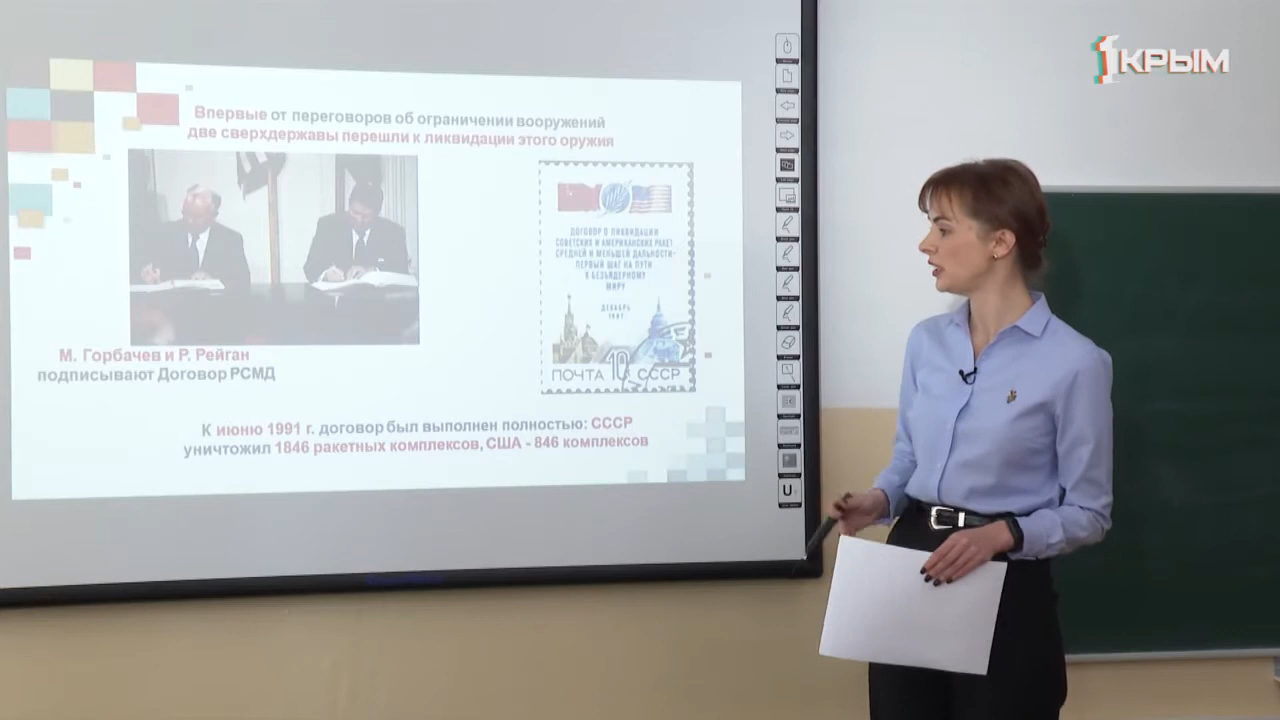 1КРЫМ
Впервые от переговоров об ограничении вооружений
две сверхдержавы перешли к ликвидации этого оружия
ДОГОВОР О ЛИКВИДАЦИИ
СОВЕТСКИХ И АМЕРИКАНСКИХ РАКЕТ
СРЕДНЕЙ И МЕНЬШЕЙ ДАЛЬНОСТИ-
ПЕРВЫЙ ШАГ НА ПУТИ
К БЕЗЪЯДЕРНОМУ
МИРУ
ДЕКАБРЬ
1987
ПОЧТА 10 СССР
М. Горбачев и Р. Рейган
подписывают Договор РСМД
К июню 1991 г. договор был выполнен полностью: СССР
уничтожил 1846 ракетных комплексов, США - 846 комплексов
U